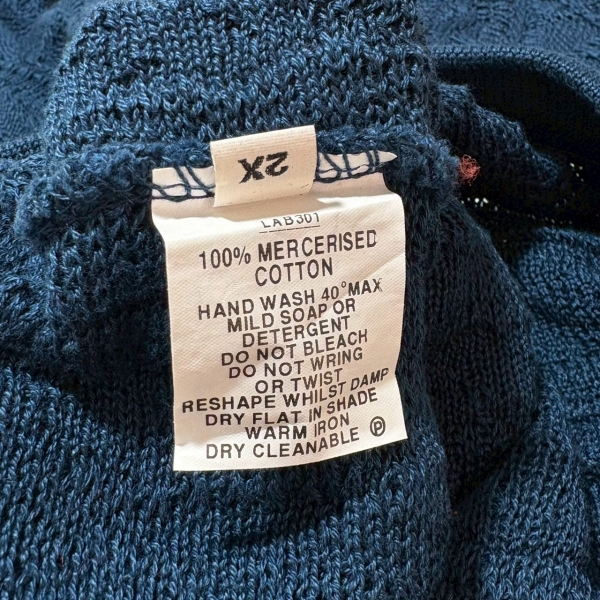 2X
LAB301
100% MERCERISED
COTTON
HAND WASH 40°MAX
MILD SOAP OR
DETERGENT
DO NOT BLEACH
DO NOT WRING
OR TWIST
RESHAPE WHILST DAMP
DRY FLAT IN SHADE
WARM IRON
DRY CLEANABLE Ⓟ